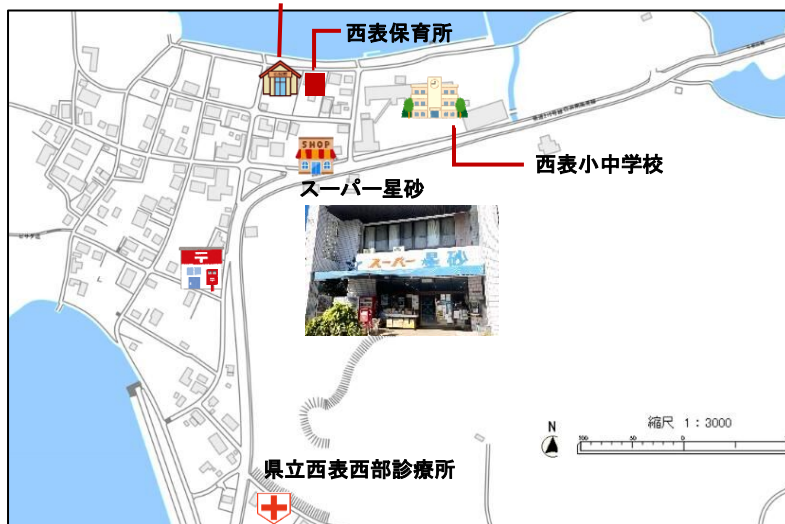 西表保育所
SHOP
西表小中学校
スーパー星砂
〒
スーパー 星砂
N
縮尺 1：3000
100 50 0
県立西表西部診療所